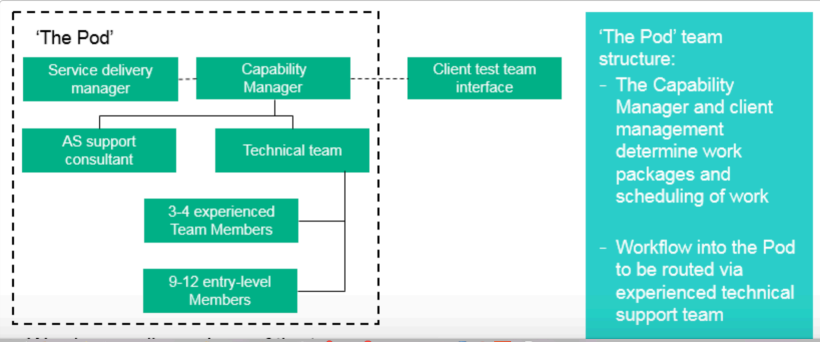 ‘The Pod’
Service delivery
manager
Capability
Manager
Client test team
interface
AS support
consultant
Technical team
3-4 experienced
Team Members
9-12 entry-level
Members
‘The Pod’ team
structure:
- The Capability
Manager and client
management
determine work
packages and
scheduling of work
- Workflow into the Pod
to be routed via
experienced technical
support team